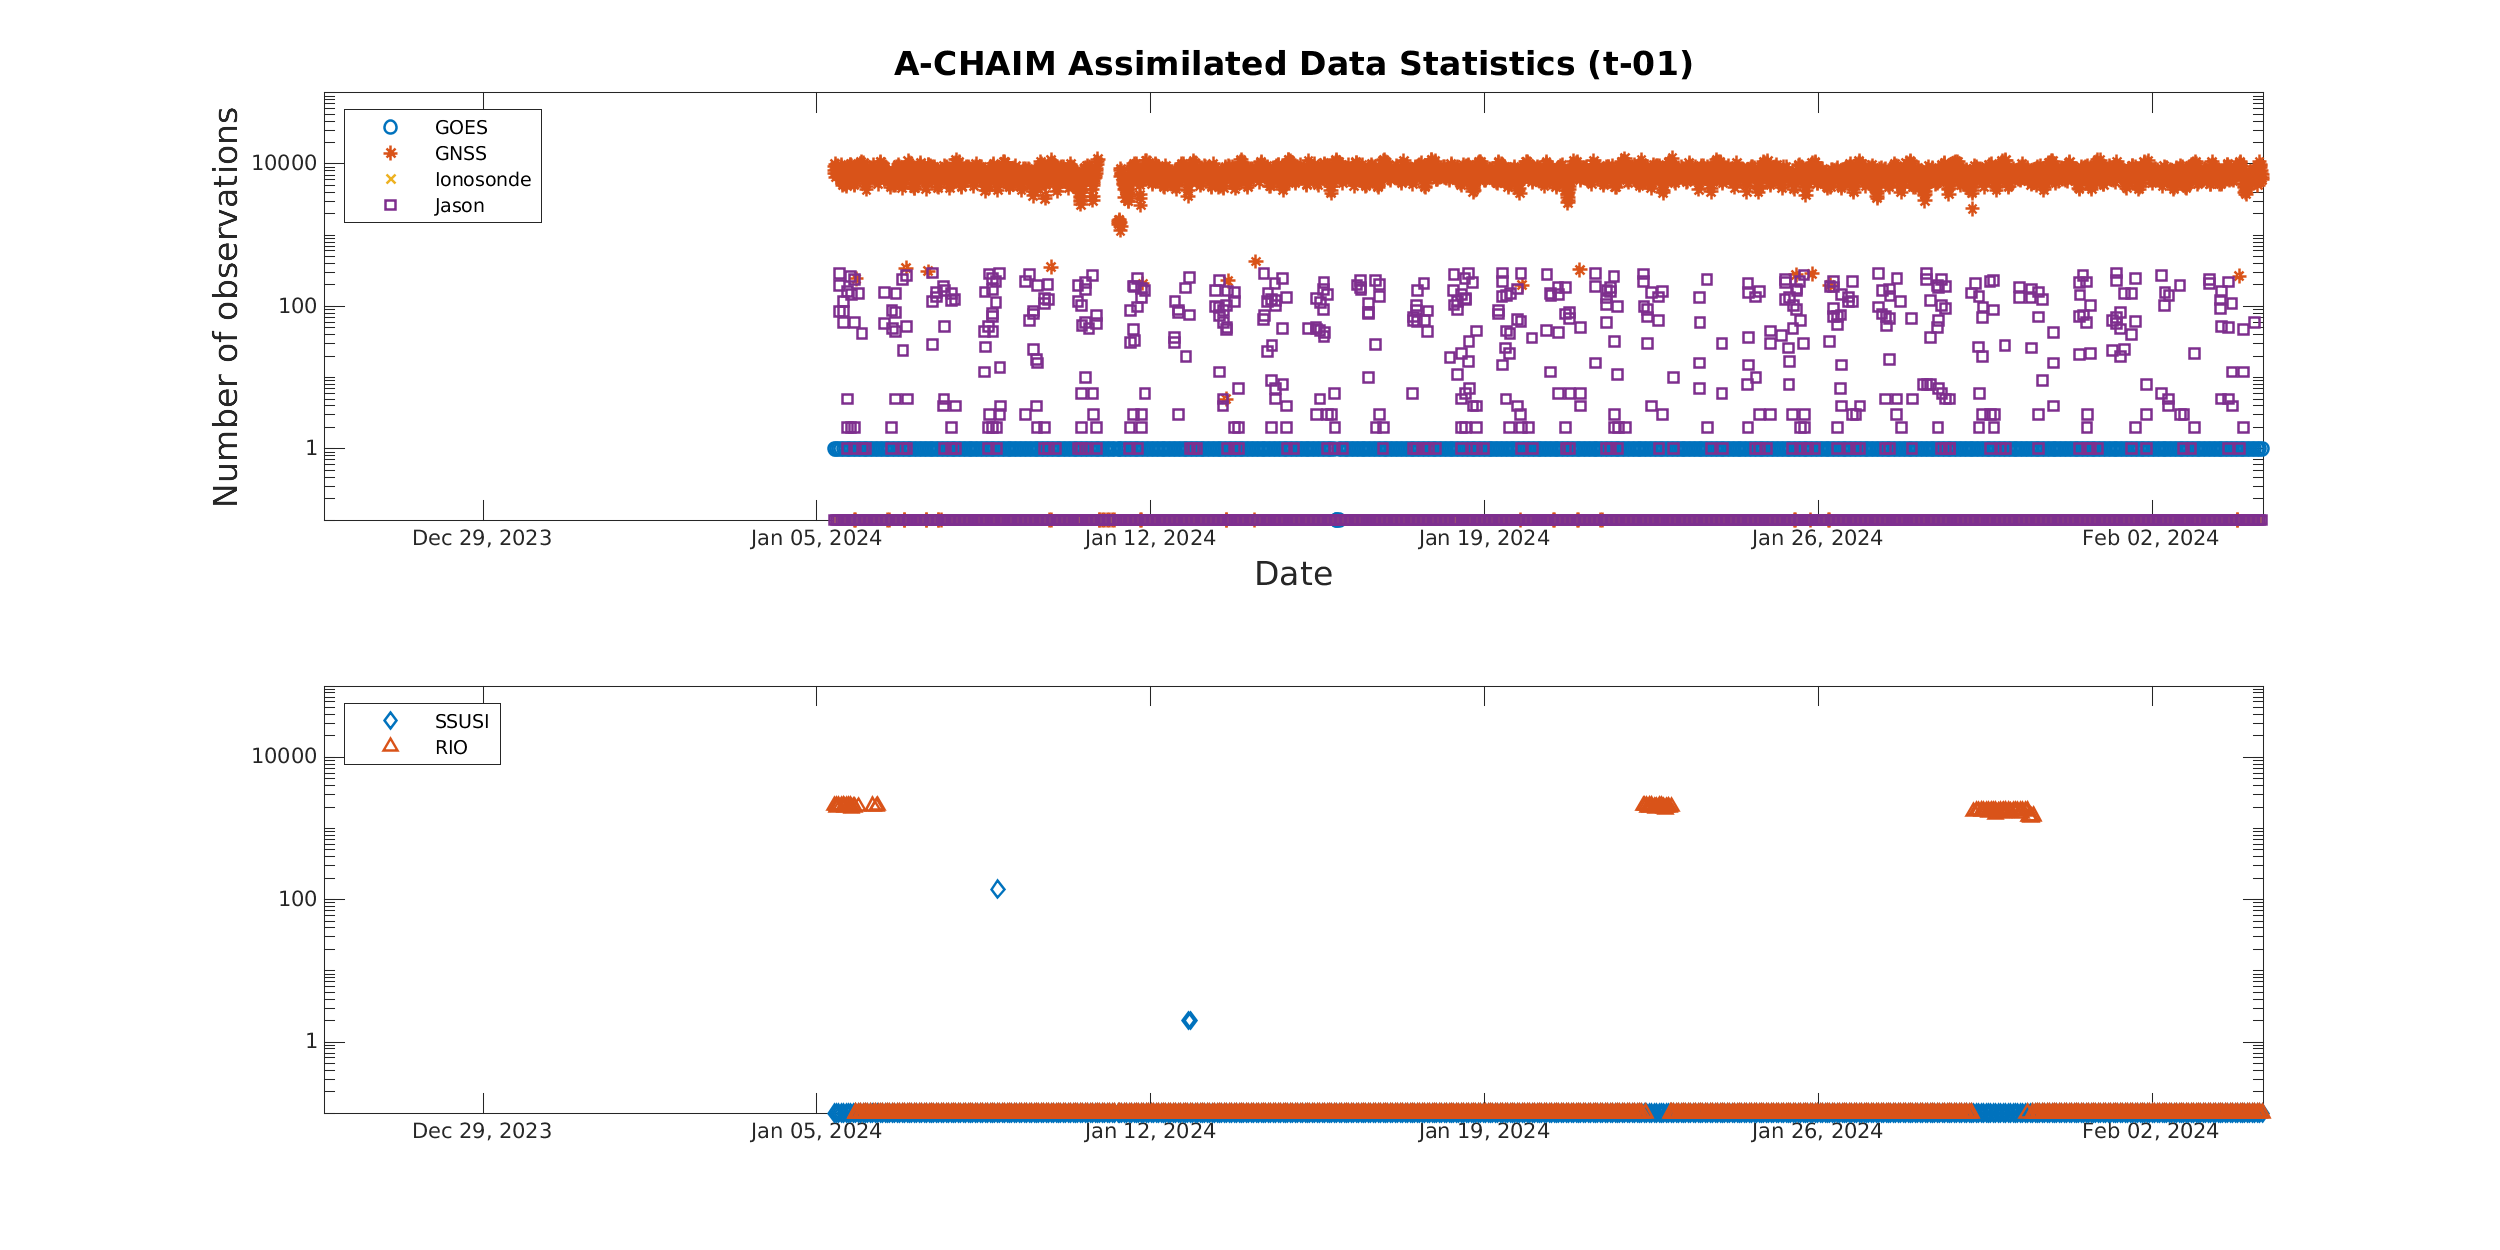 A-CHAIM Assimilated Data Statistics (t-01)
Number of observations
GOES
GNSS
Ionosonde
Jason
10000
100
1
Dec 29, 2023 Jan 05, 2024 Jan 12, 2024 Jan 19, 2024 Jan 26, 2024 Feb 02, 2024
Date
SSUSI
RIO
10000
100
1
Dec 29, 2023 Jan 05, 2024 Jan 12, 2024 Jan 19, 2024 Jan 26, 2024 Feb 02, 2024